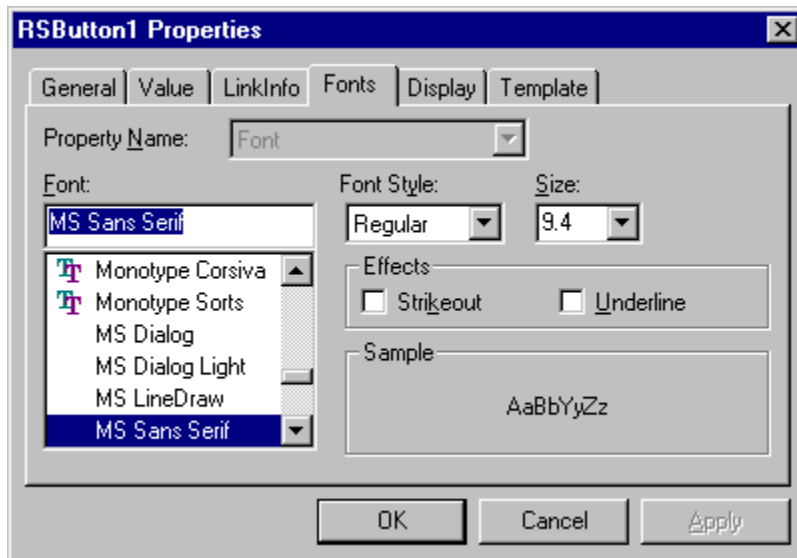 RSButton1 Properties
General Value LinkInfo Fonts Display Template
Property Name: Font
Font: Font Style: Size:
MS Sans Serif Regular 9.4
Monotype Corsiva
Monotype Sorts
MS Dialog
MS Dialog Light
MS LineDraw
MS Sans Serif
Effects
Strikeout Underline
Sample
AaBbYyZz
OK Cancel Apply